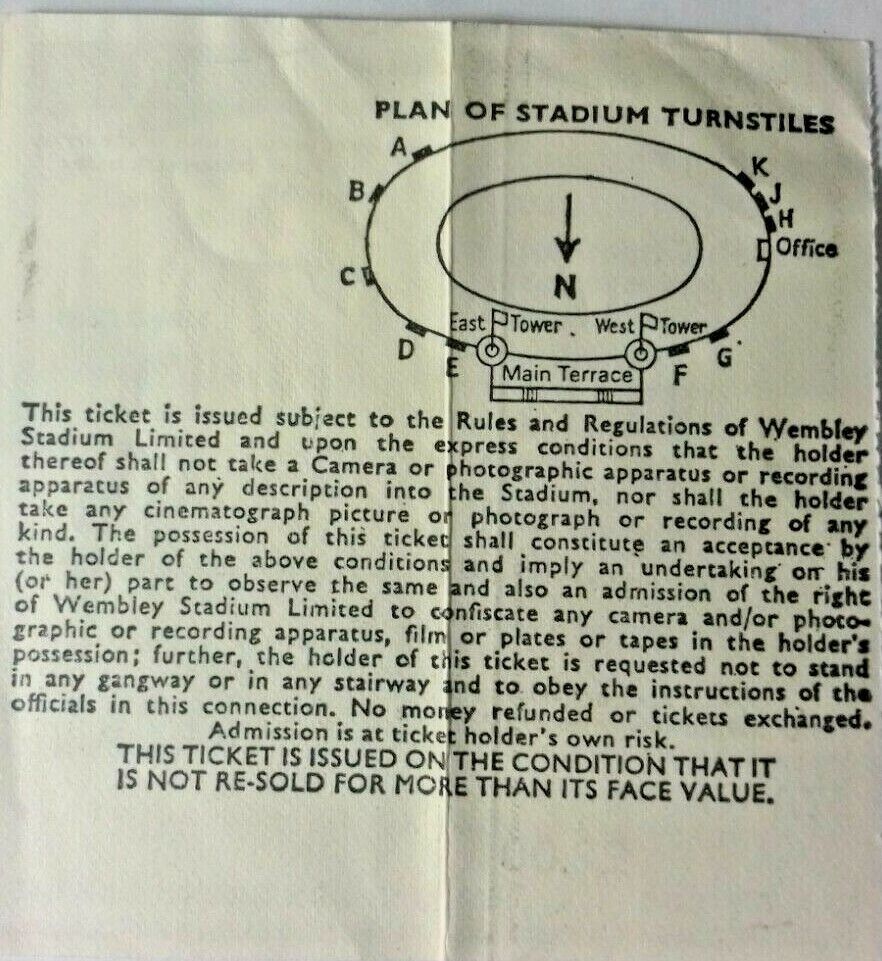 PLAN OF STADIUM TURNSTILES
A
K
B
J
H
Office
C
N
East Tower . West Tower
D
E
G
F
Main Terrace
This ticket is issued subject to the Rules and Regulations of Wembley
Stadium Limited and upon the express conditions that the holder
thereof shall not take a Camera or photographic apparatus or recording
apparatus of any description into the Stadium, nor shall the holder
take any cinematograph picture or photograph or recording of any
kind. The possession of this ticket shall constitute an acceptance by
the holder of the above conditions and imply an undertaking on his
(or her) part to observe the same and also an admission of the right
of Wembley Stadium Limited to confiscate any camera and/or photo-
graphic or recording apparatus, film or plates or tapes in the holder's
possession; further, the holder of this ticket is requested not to stand
in any gangway or in any stairway and to obey the instructions of the
officials in this connection. No money refunded or tickets exchanged.
Admission is at ticket holder's own risk.
THIS TICKET IS ISSUED ON THE CONDITION THAT IT
IS NOT RE-SOLD FOR MORE THAN ITS FACE VALUE.